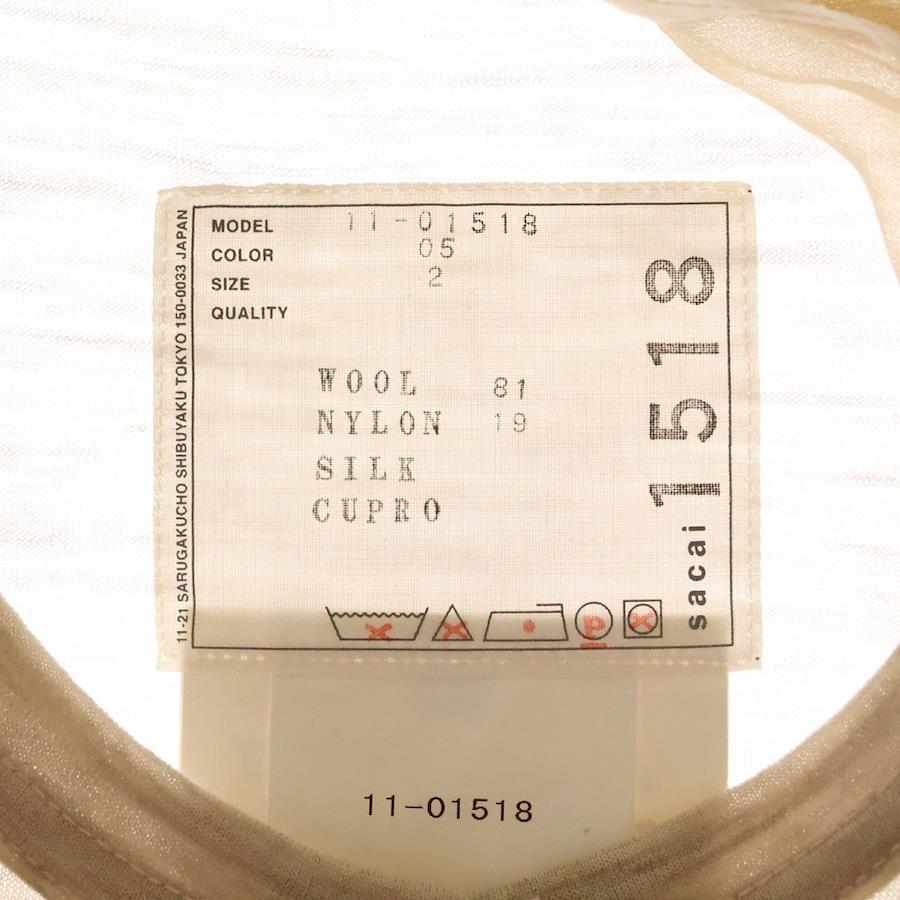 MODEL 11-01518
COLOR 05
SIZE 2
QUALITY
WOOL 81
NYLON 19
SILK
CUPRO
P
sacai 1518
11-21 SARUGAKUCHO SHIBUYAKU TOKYO 150-0033 JAPAN
11-01518